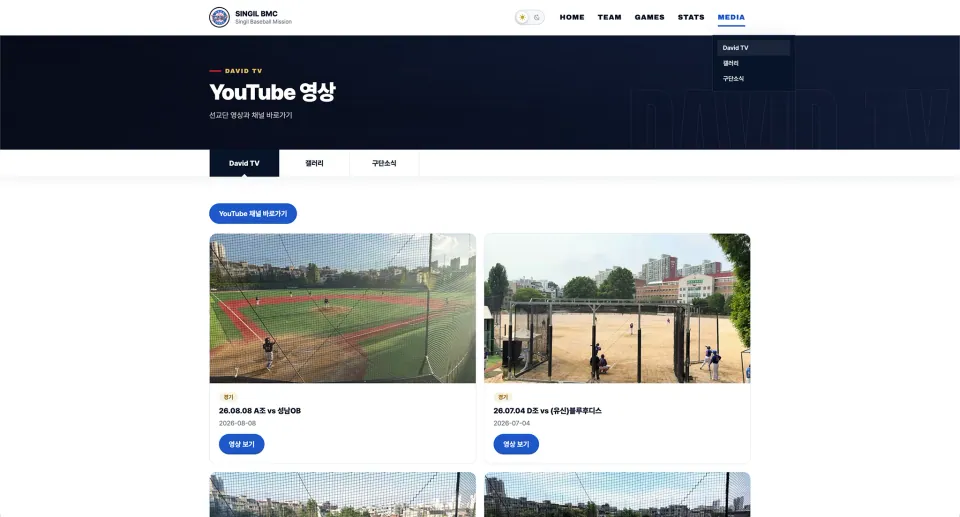 SINGIL BMC
Singil Baseball Mission
HOME TEAM GAMES STATS MEDIA
David TV
갤러리
구단소식
DAVID TV
YouTube 영상
선교단 영상과 채널 바로가기
DAVID TV
David TV 갤러리 구단소식
YouTube 채널 바로가기
경기
26.08.08 A조 vs 성남OB
2026-08-08
영상 보기
경기
26.07.04 D조 vs (유신)블루후디스
2026-07-04
영상 보기